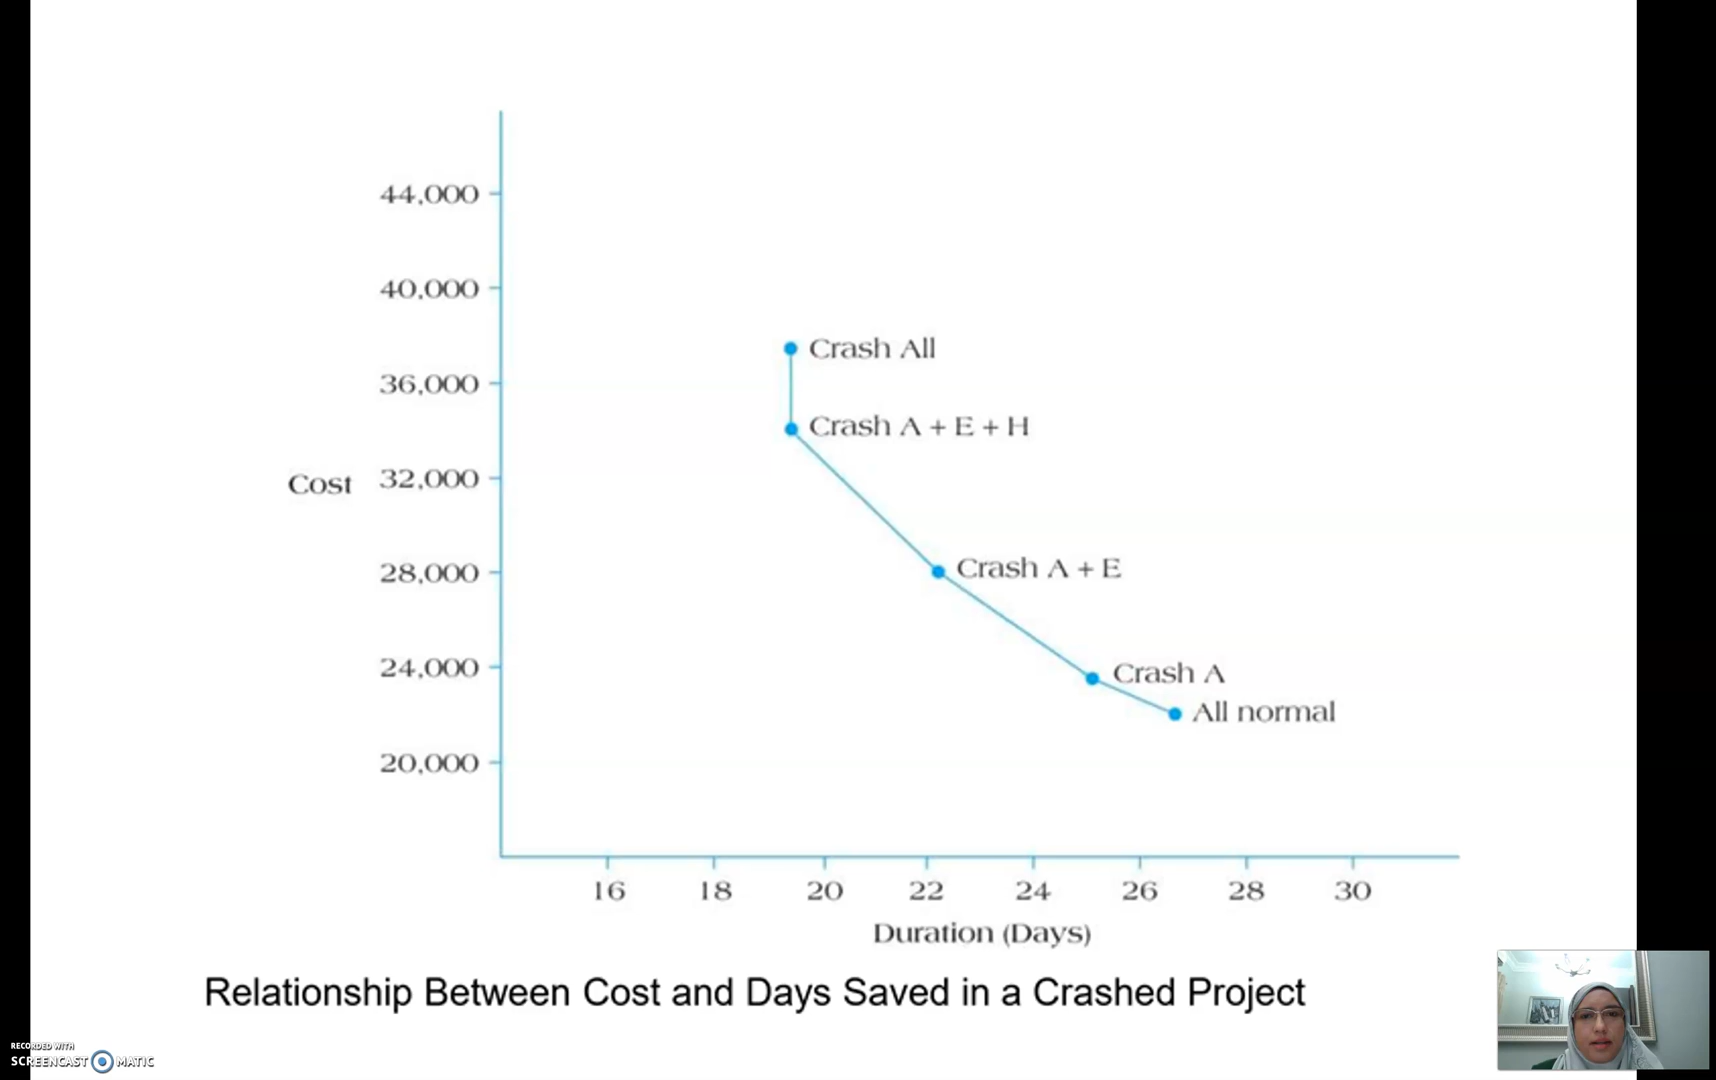 44,000
40,000
Crash All
36,000
Crash A + E + H
Cost 32,000
28,000
Crash A + E
24,000
Crash A
All normal
20,000
16 18 20 22 24 26 28 30
Duration (Days)
Relationship Between Cost and Days Saved in a Crashed Project
RECORDED WITH
SCREENCAST MATIC